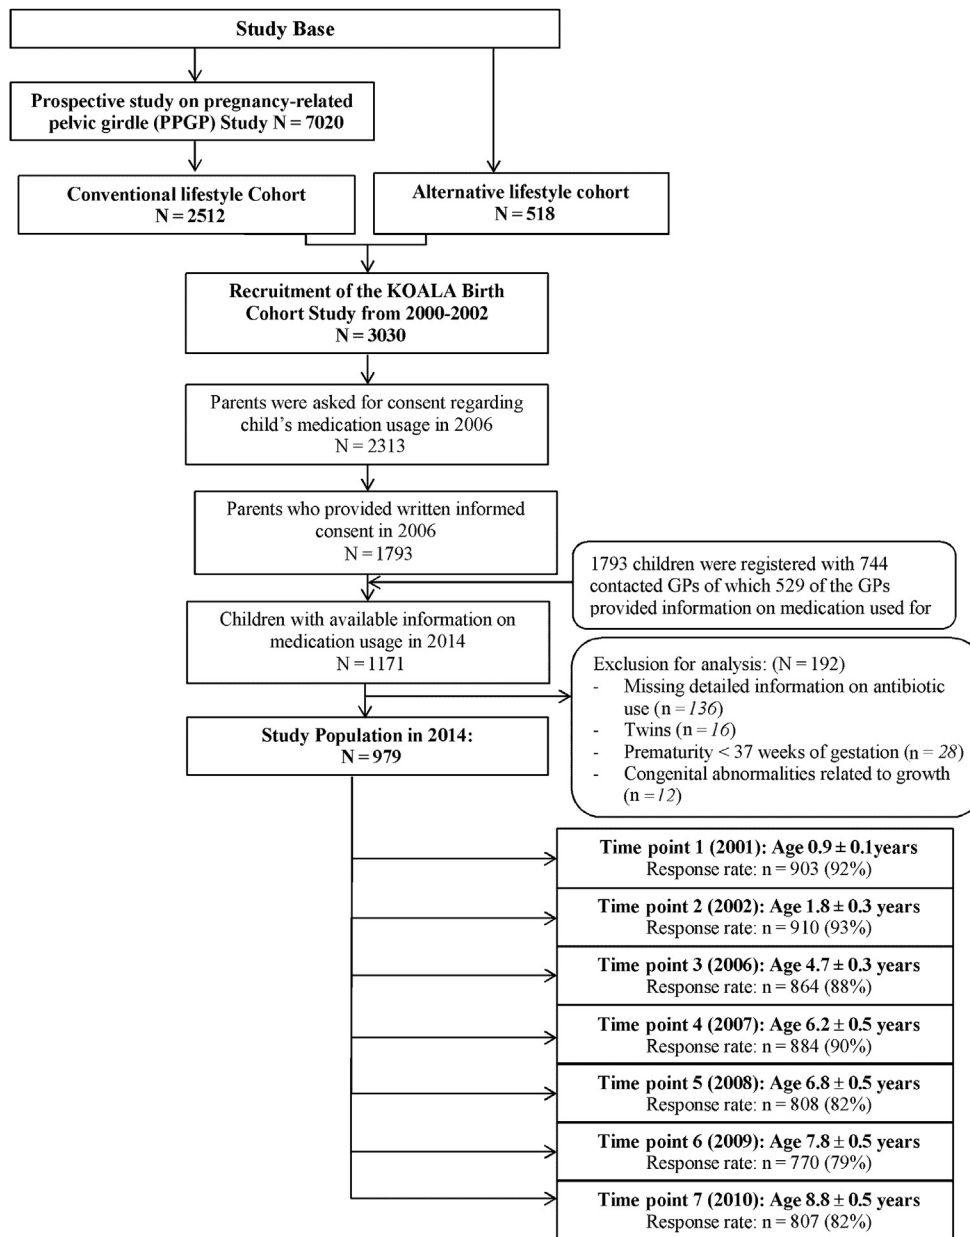 Study Base
Prospective study on pregnancy-related
pelvic girdle (PPGP) Study N = 7020
Conventional lifestyle Cohort
N = 2512
Alternative lifestyle cohort
N = 518
Recruitment of the KOALA Birth
Cohort Study from 2000-2002
N = 3030
Parents were asked for consent regarding
child's medication usage in 2006
N = 2313
Parents who provided written informed
consent in 2006
N = 1793
1793 children were registered with 744
contacted GPs of which 529 of the GPs
provided information on medication used for
Children with available information on
medication usage in 2014
N = 1171
Exclusion for analysis: (N = 192)
- Missing detailed information on antibiotic
use (n = 136)
- Twins (n = 16)
- Prematurity < 37 weeks of gestation (n = 28)
- Congenital abnormalities related to growth
(n = 12)
Study Population in 2014:
N = 979
Time point 1 (2001): Age 0.9 ± 0.1years
Response rate: n = 903 (92%)
Time point 2 (2002): Age 1.8 ± 0.3 years
Response rate: n = 910 (93%)
Time point 3 (2006): Age 4.7 ± 0.3 years
Response rate: n = 864 (88%)
Time point 4 (2007): Age 6.2 ± 0.5 years
Response rate: n = 884 (90%)
Time point 5 (2008): Age 6.8 ± 0.5 years
Response rate: n = 808 (82%)
Time point 6 (2009): Age 7.8 ± 0.5 years
Response rate: n = 770 (79%)
Time point 7 (2010): Age 8.8 ± 0.5 years
Response rate: n = 807 (82%)